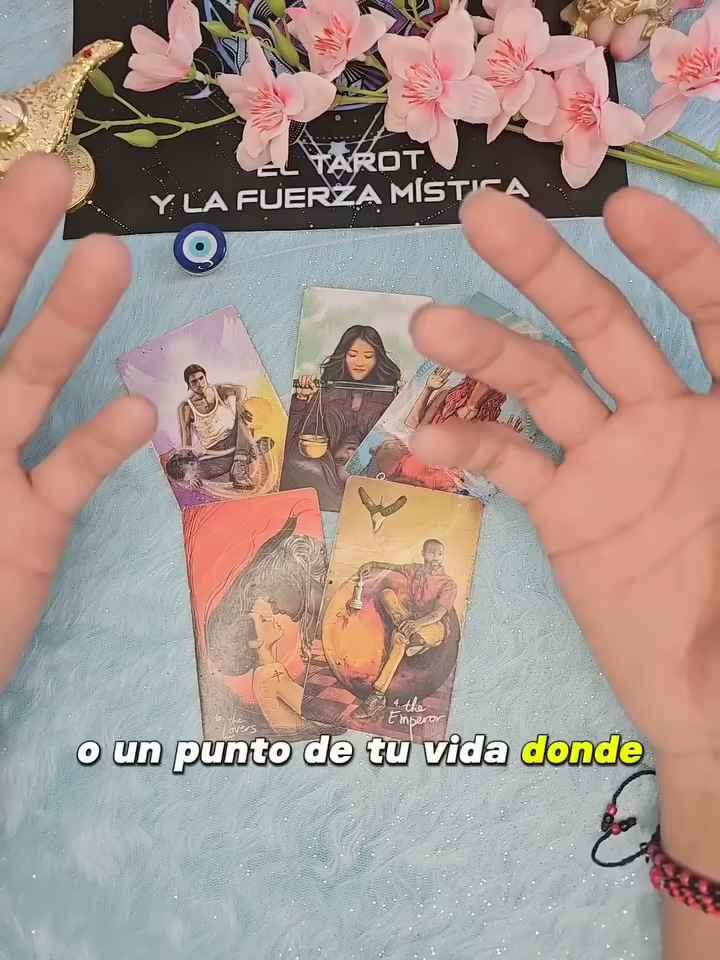 EL TAROT
Y LA FUERZA MÍSTICA
6. the
Lovers
4. the
Emperor
o un punto de tu vida donde